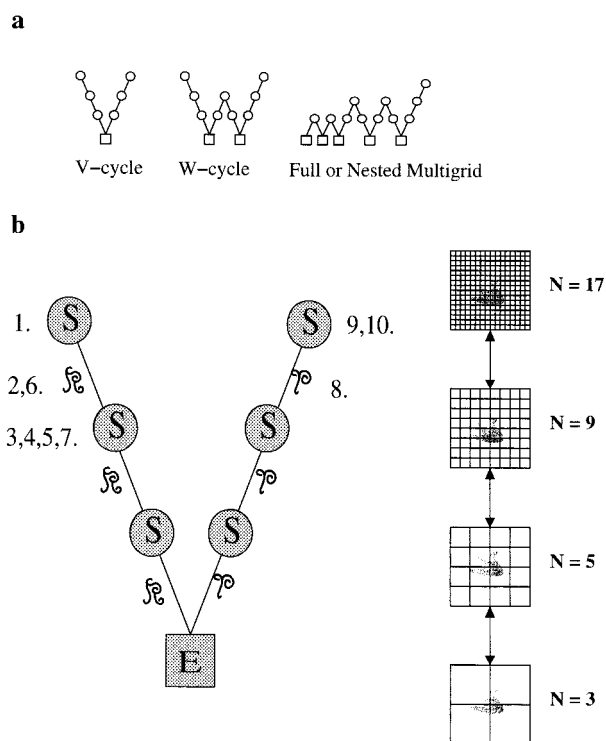 a
V−cycle W−cycle Full or Nested Multigrid
b
N = 17
1. S S 9,10.
2,6. ℛ 𝒫 8.
N = 9
3,4,5,7. S S
ℛ 𝒫
S S
N = 5
ℛ 𝒫
E
N = 3